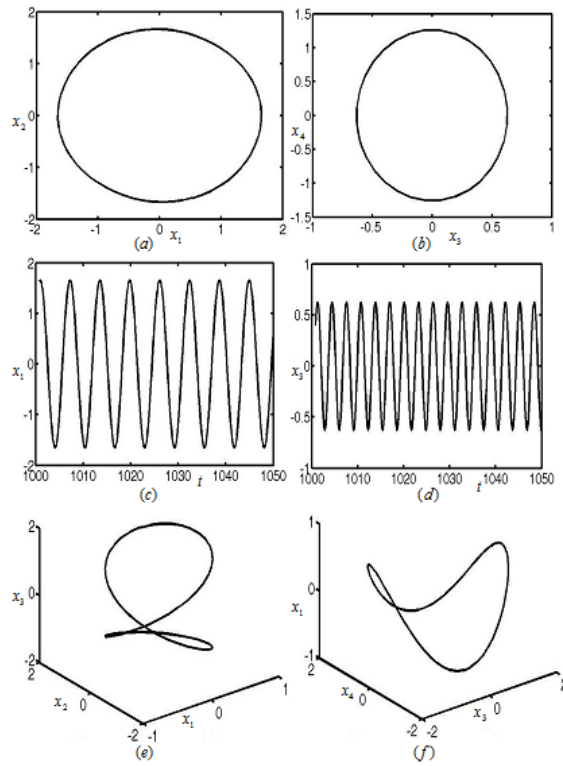 2
1
x₂ 0
-1
-2
-2 -1 0 1 2
(a) x₁
1.5
1
0.5
x₄ 0
-0.5
-1
-1.5
-1 -0.5 0 0.5 1
(b) x₃
2
1
x₁ 0
-1
-2
1000 1010 1020 1030 1040 1050
(c) t
1
0.5
x₃ 0
-0.5
-1
1000 1010 1020 1030 1040 1050
(d) t
2
x₃ 0
-2
2
x₂ 0
-2 -1
x₁ 0
1
(e)
1
x₁ 0
-1
2
x₄ 0
-2 -2
x₃ 0
2
(f)